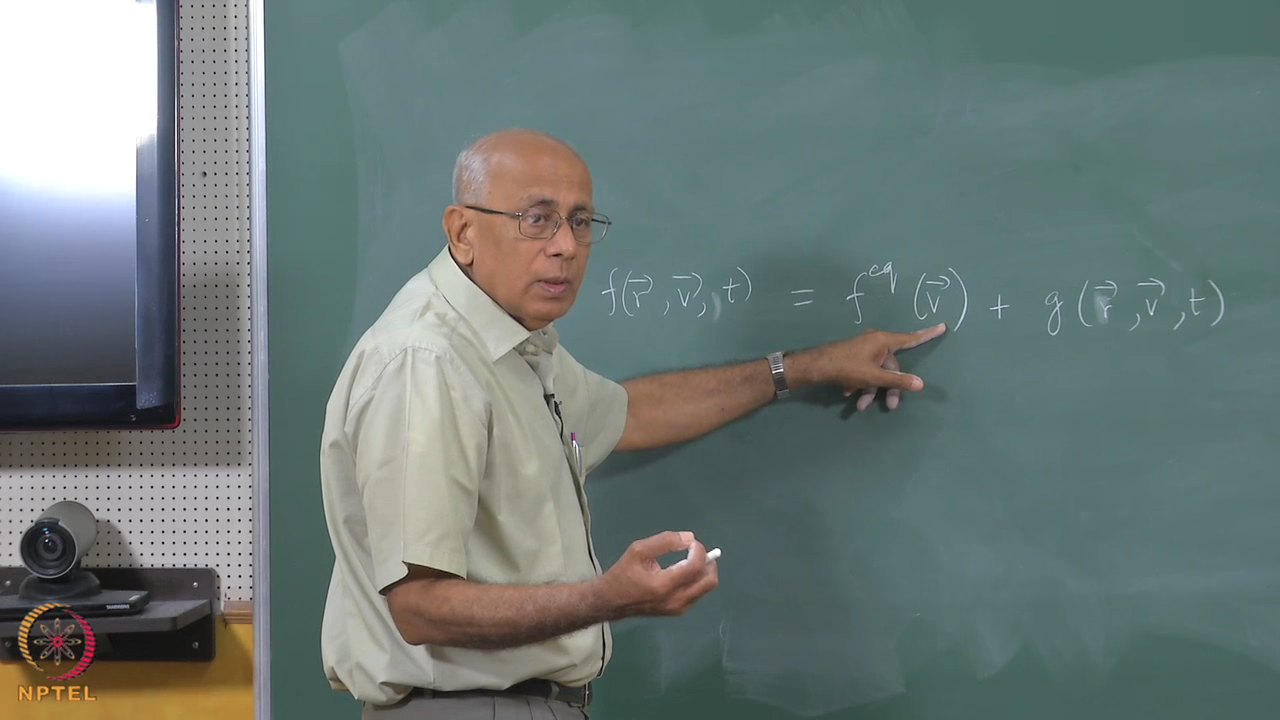 f(r⃗, v⃗, t) = f^eq (v⃗) + g(r⃗, v⃗, t)
NPTEL